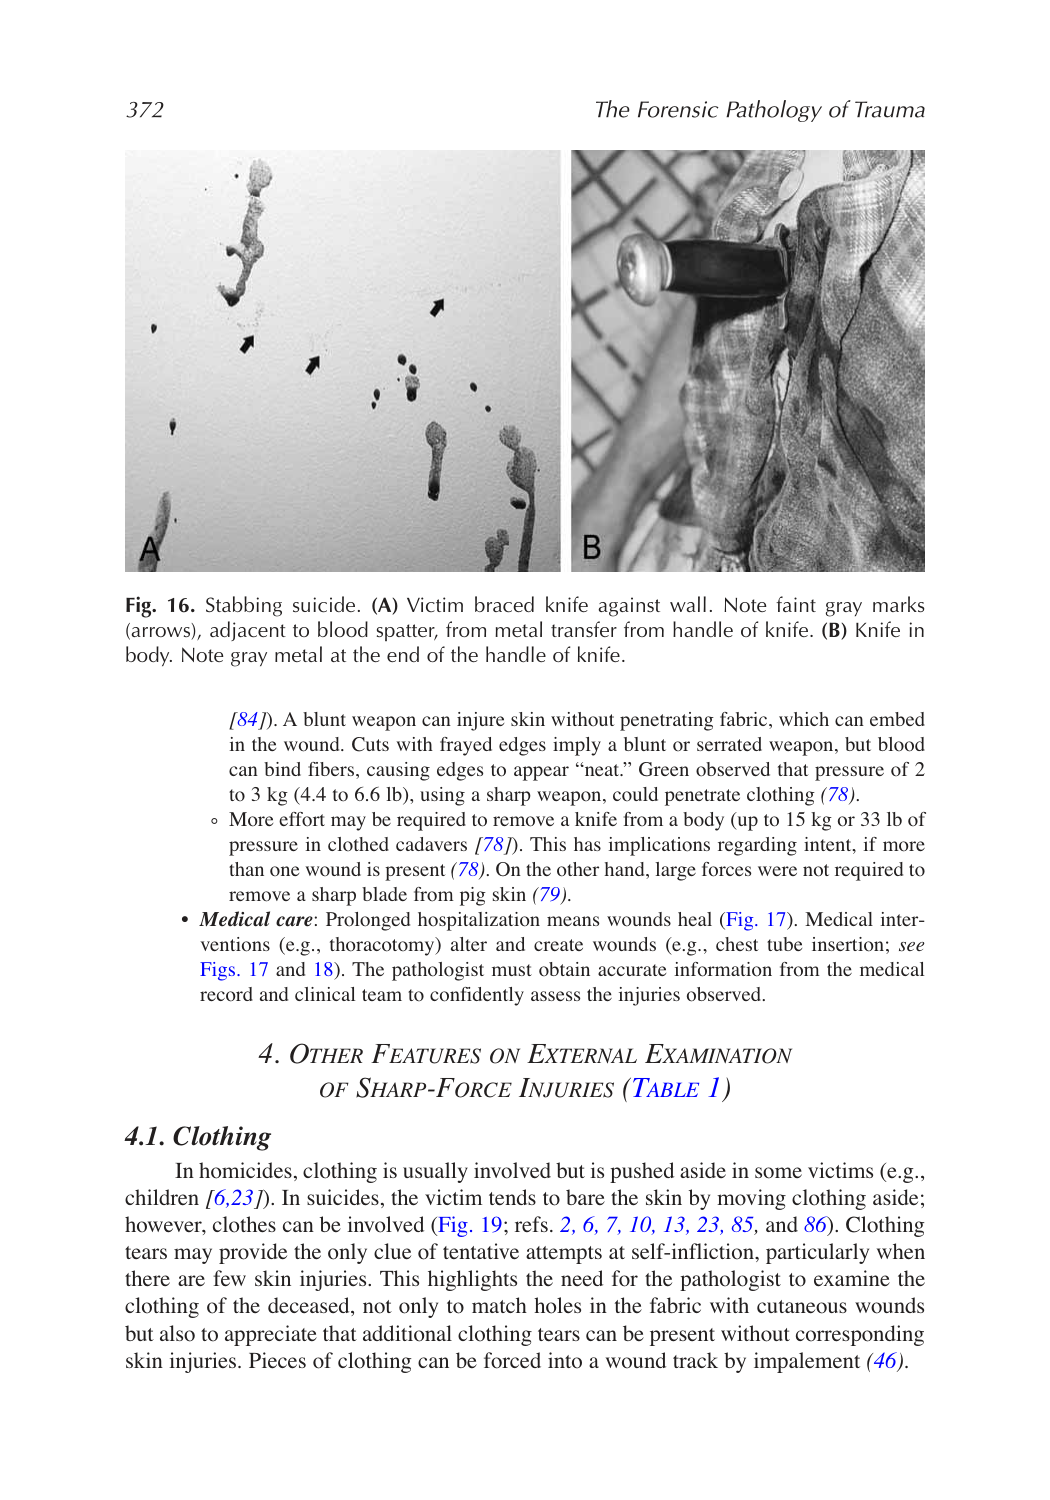 372
The Forensic Pathology of Trauma
A
B
Fig. 16. Stabbing suicide. (A) Victim braced knife against wall. Note faint gray marks
(arrows), adjacent to blood spatter, from metal transfer from handle of knife. (B) Knife in
body. Note gray metal at the end of the handle of knife.
[84]). A blunt weapon can injure skin without penetrating fabric, which can embed
in the wound. Cuts with frayed edges imply a blunt or serrated weapon, but blood
can bind fibers, causing edges to appear “neat.” Green observed that pressure of 2
to 3 kg (4.4 to 6.6 lb), using a sharp weapon, could penetrate clothing (78).
◦ More effort may be required to remove a knife from a body (up to 15 kg or 33 lb of
pressure in clothed cadavers [78]). This has implications regarding intent, if more
than one wound is present (78). On the other hand, large forces were not required to
remove a sharp blade from pig skin (79).
• Medical care: Prolonged hospitalization means wounds heal (Fig. 17). Medical inter-
ventions (e.g., thoracotomy) alter and create wounds (e.g., chest tube insertion; see
Figs. 17 and 18). The pathologist must obtain accurate information from the medical
record and clinical team to confidently assess the injuries observed.
4. OTHER FEATURES ON EXTERNAL EXAMINATION
OF SHARP-FORCE INJURIES (TABLE 1)
4.1. Clothing
In homicides, clothing is usually involved but is pushed aside in some victims (e.g.,
children [6,23]). In suicides, the victim tends to bare the skin by moving clothing aside;
however, clothes can be involved (Fig. 19; refs. 2, 6, 7, 10, 13, 23, 85, and 86). Clothing
tears may provide the only clue of tentative attempts at self-infliction, particularly when
there are few skin injuries. This highlights the need for the pathologist to examine the
clothing of the deceased, not only to match holes in the fabric with cutaneous wounds
but also to appreciate that additional clothing tears can be present without corresponding
skin injuries. Pieces of clothing can be forced into a wound track by impalement (46).